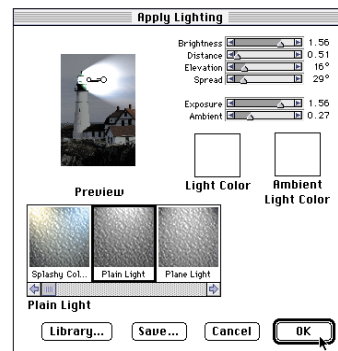 Apply Lighting
Brightness 1.56
Distance 0.51
Elevation 16°
Spread 29°
Exposure 1.56
Ambient 0.27
Preview
Light Color
Ambient Light Color
Splashy Col...
Plain Light
Plane Light
Plain Light
Library...
Save...
Cancel
OK